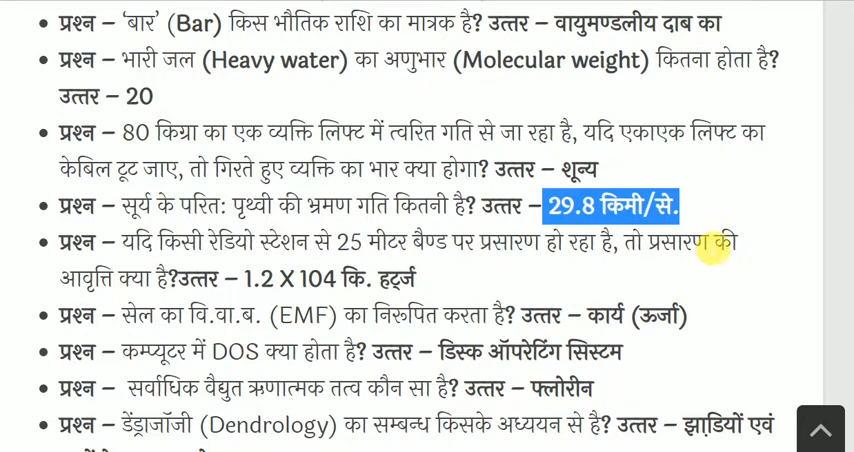 • प्रश्न – ‘बार’ (Bar) किस भौतिक राशि का मात्रक है? उत्तर – वायुमण्डलीय दाब का
• प्रश्न – भारी जल (Heavy water) का अणुभार (Molecular weight) कितना होता है?
उत्तर – 20
• प्रश्न – 80 किग्रा का एक व्यक्ति लिफ्ट में त्वरित गति से जा रहा है, यदि एकाएक लिफ्ट का
केबिल टूट जाए, तो गिरते हुए व्यक्ति का भार क्या होगा? उत्तर – शून्य
• प्रश्न – सूर्य के परित: पृथ्वी की भ्रमण गति कितनी है? उत्तर – 29.8 किमी/से.
• प्रश्न – यदि किसी रेडियो स्टेशन से 25 मीटर बैण्ड पर प्रसारण हो रहा है, तो प्रसारण की
आवृत्ति क्या है?उत्तर – 1.2 X 104 कि. हर्ट्ज
• प्रश्न – सेल का वि.वा.ब. (EMF) का निरूपित करता है? उत्तर – कार्य (ऊर्जा)
• प्रश्न – कम्प्यूटर में DOS क्या होता है? उत्तर – डिस्क ऑपरेटिंग सिस्टम
• प्रश्न – सर्वाधिक वैद्युत ऋणात्मक तत्व कौन सा है? उत्तर – फ्लोरीन
• प्रश्न – डेंड्राजॉजी (Dendrology) का सम्बन्ध किसके अध्ययन से है? उत्तर – झाडि़यों एवं